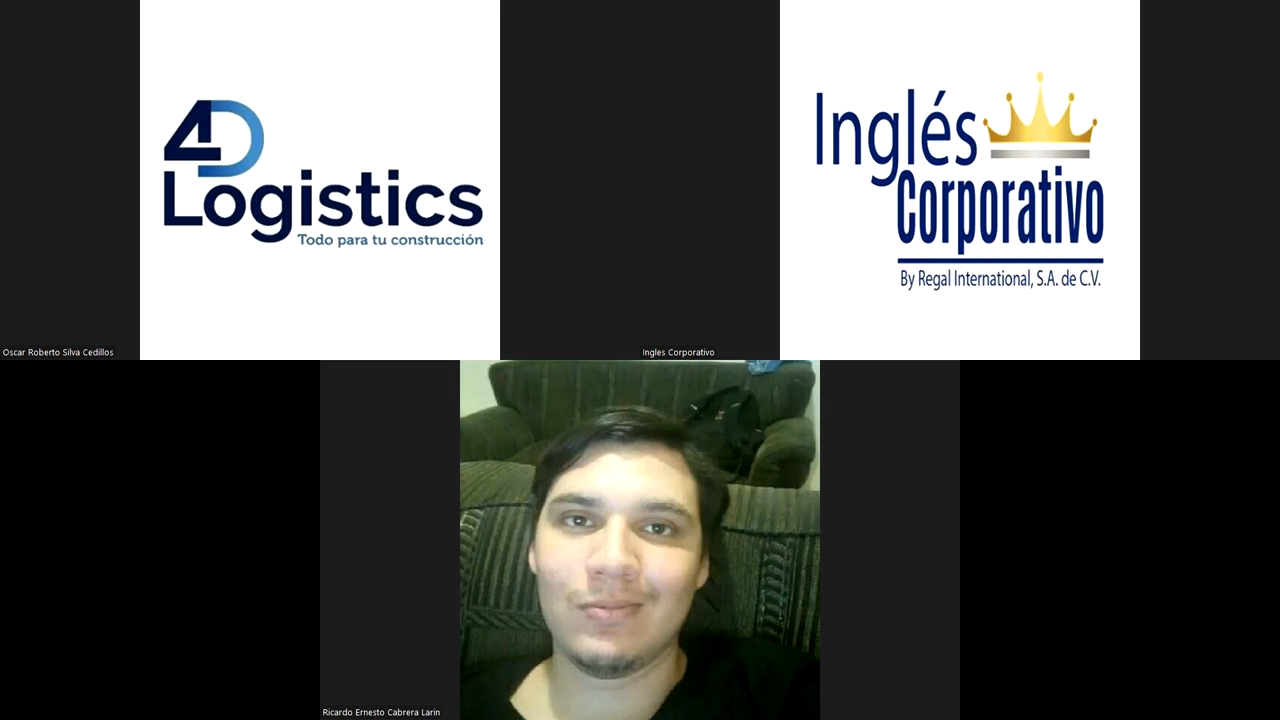 4D
Logistics
Todo para tu construcción
Oscar Roberto Silva Cedillos
Inglés
Corporativo
By Regal International, S.A. de C.V.
Ingles Corporativo
Ricardo Ernesto Cabrera Larin